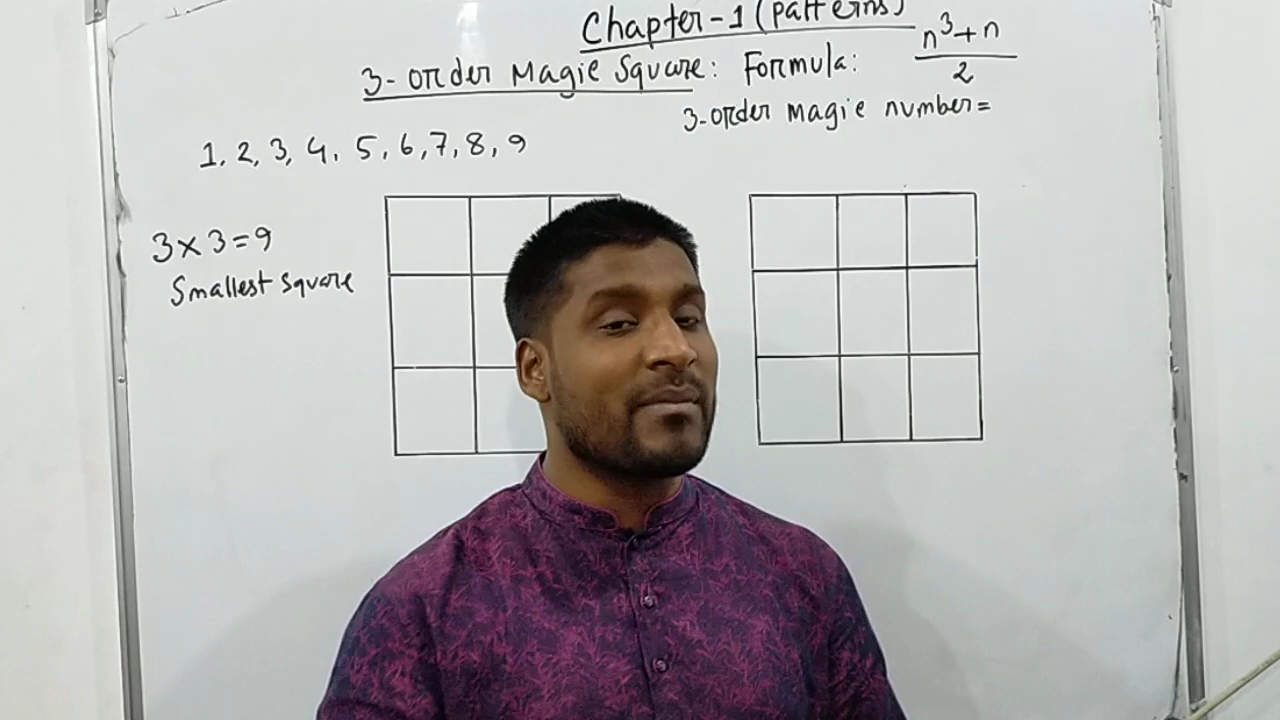 Chapter-1 (Patterns)
3-order Magic Square: Formula: n³+n / 2
3-order magic number=
1, 2, 3, 4, 5, 6, 7, 8, 9
3×3=9
Smallest square